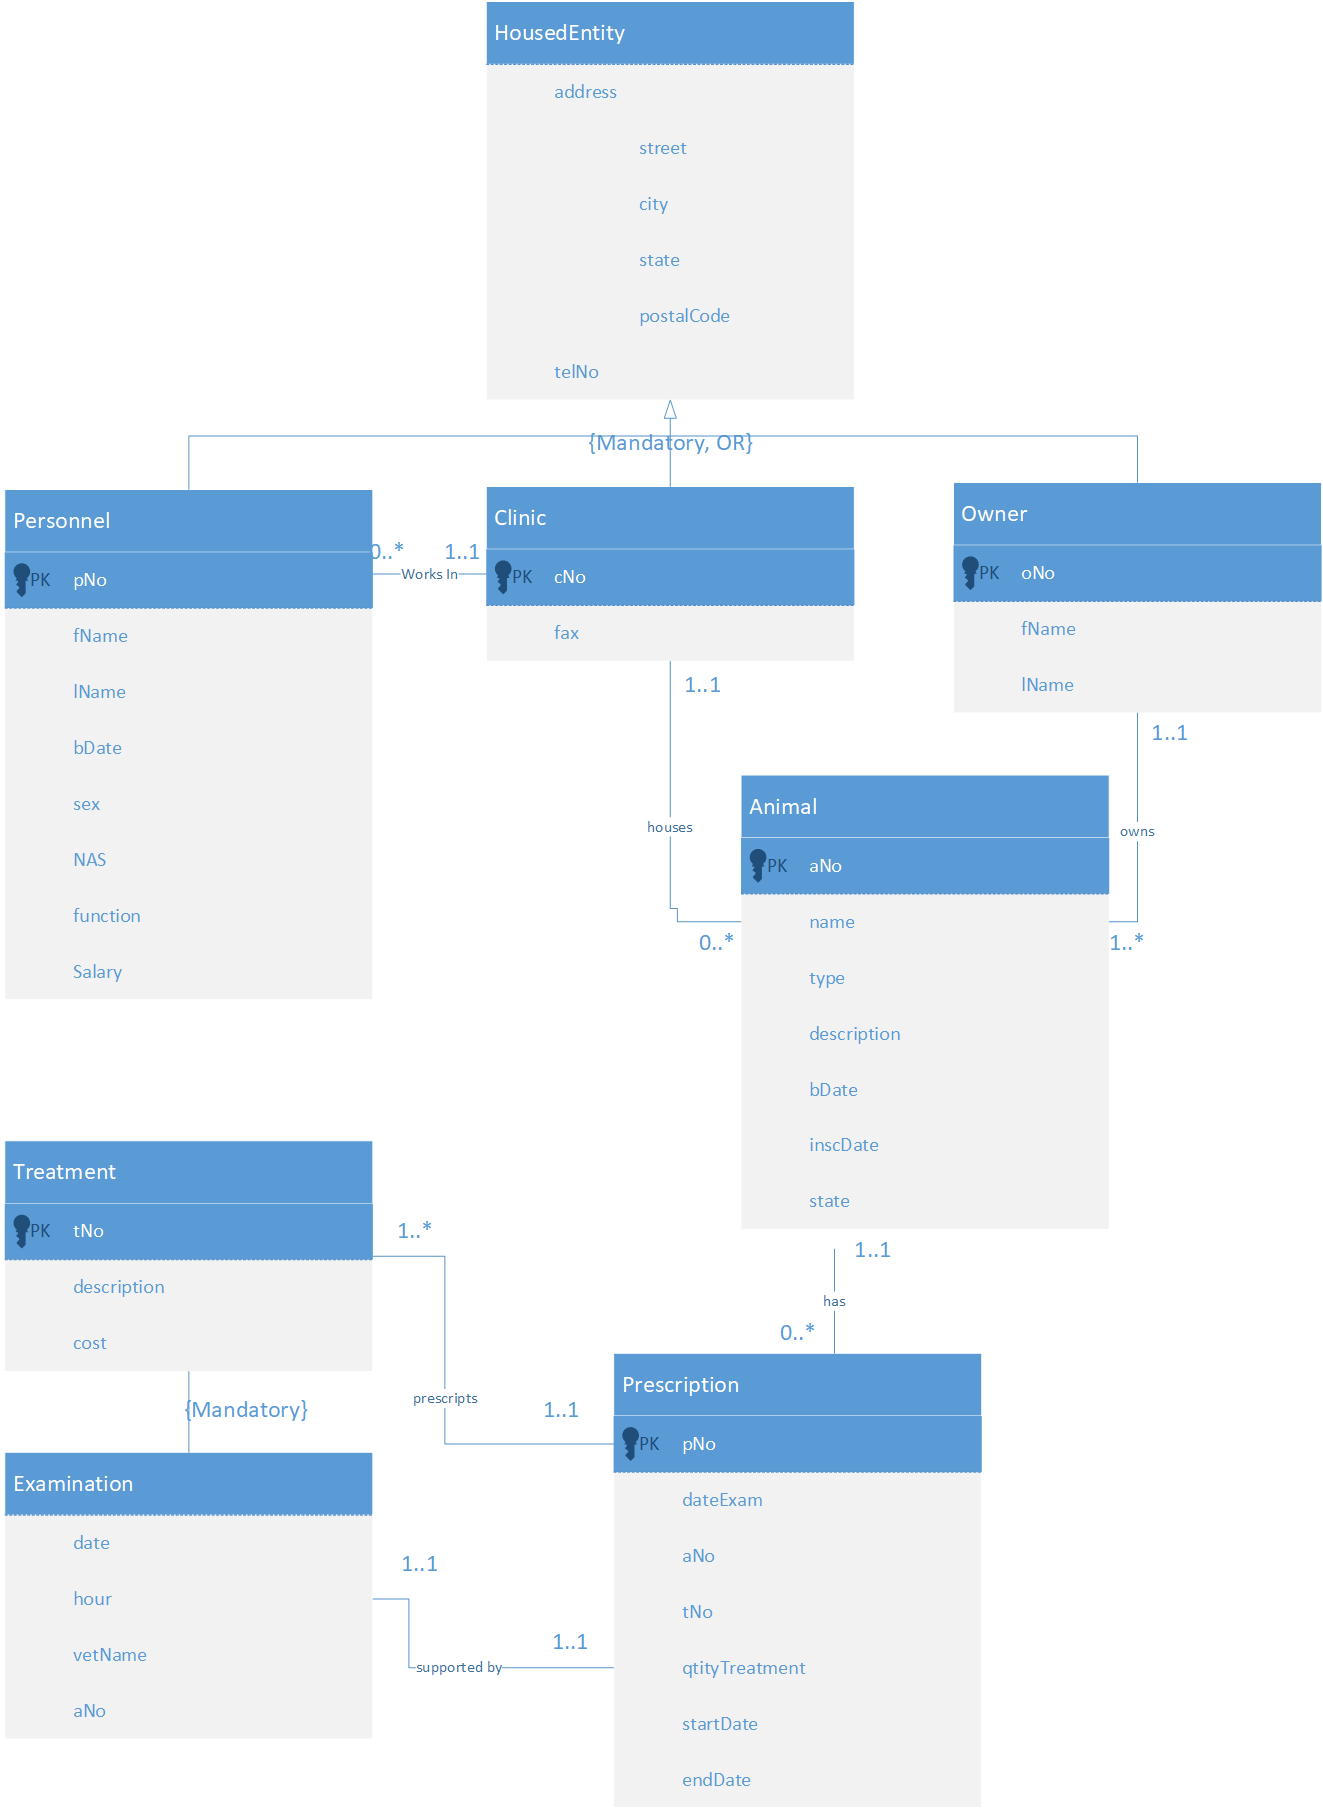 HousedEntity
address
street
city
state
postalCode
telNo
{Mandatory, OR}
Personnel
PK pNo
fName
lName
bDate
sex
NAS
function
Salary
0..*
1..1
Works In
Clinic
PK cNo
fax
Owner
PK oNo
fName
lName
1..1
houses
0..*
1..1
owns
1..*
Animal
PK aNo
name
type
description
bDate
inscDate
state
1..1
has
0..*
Treatment
PK tNo
description
cost
1..*
prescripts
1..1
{Mandatory}
Examination
date
hour
vetName
aNo
1..1
supported by
1..1
Prescription
PK pNo
dateExam
aNo
tNo
qtityTreatment
startDate
endDate